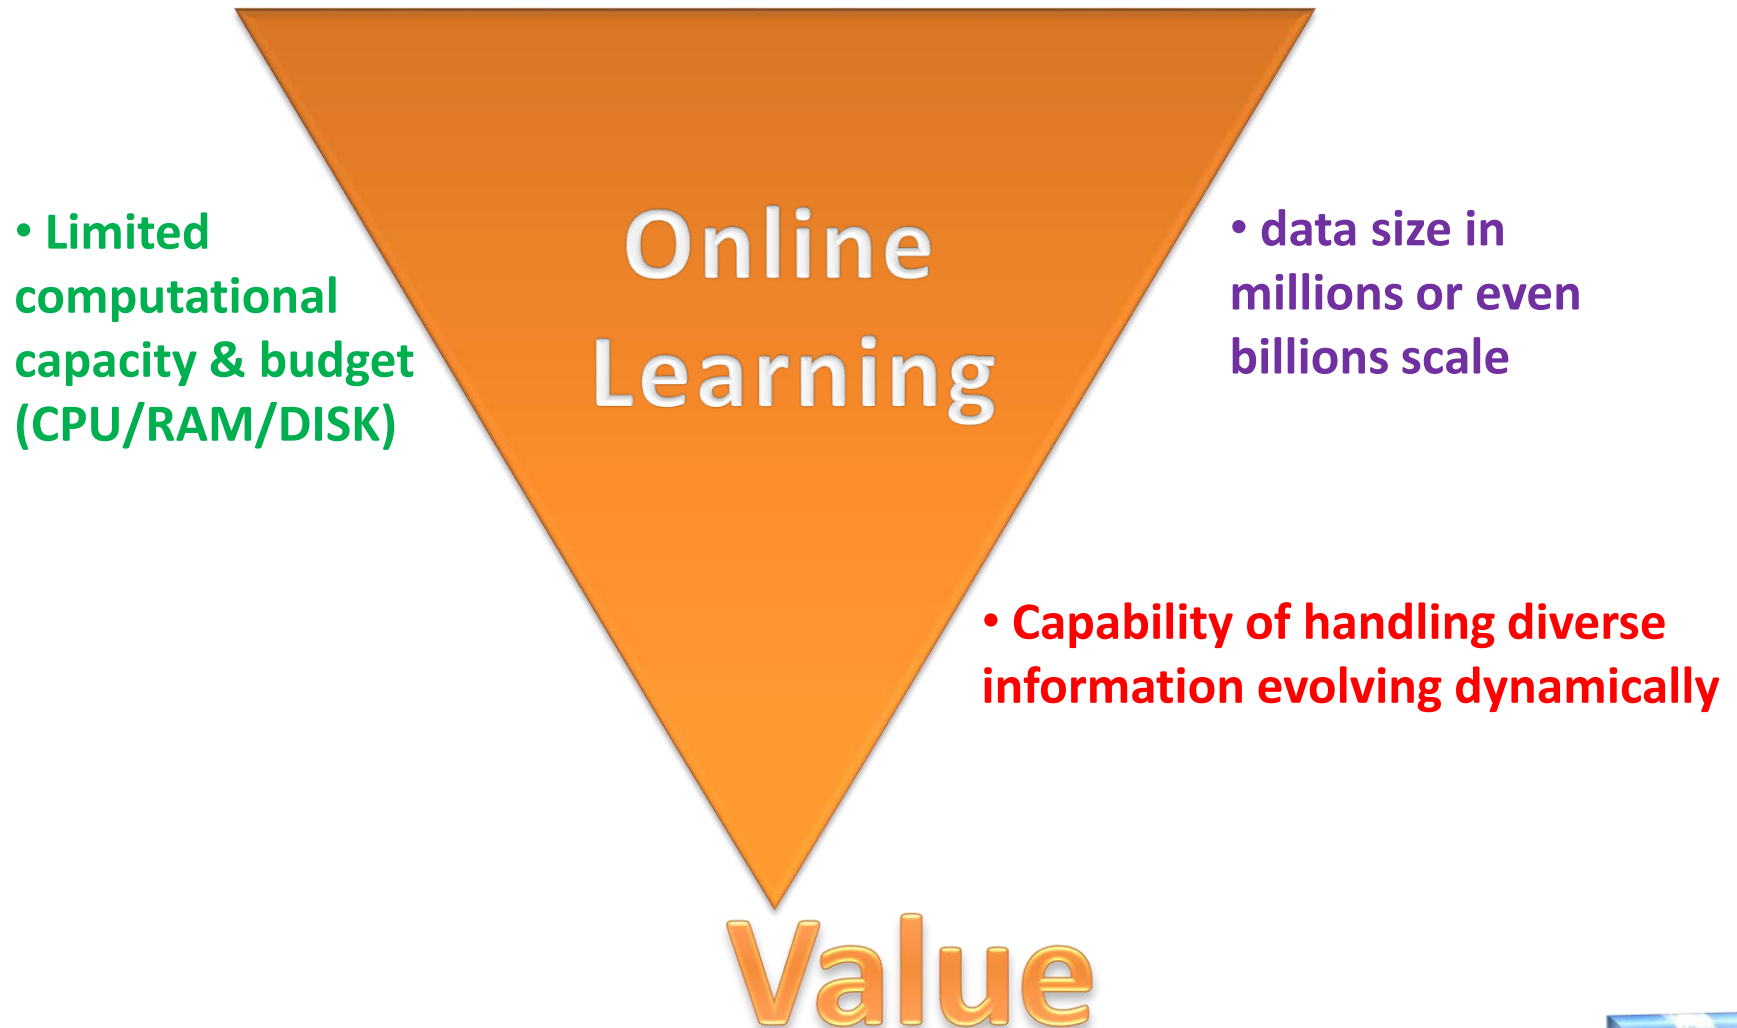 Online
Learning
• Limited
computational
capacity & budget
(CPU/RAM/DISK)
• data size in
millions or even
billions scale
• Capability of handling diverse
information evolving dynamically
Value